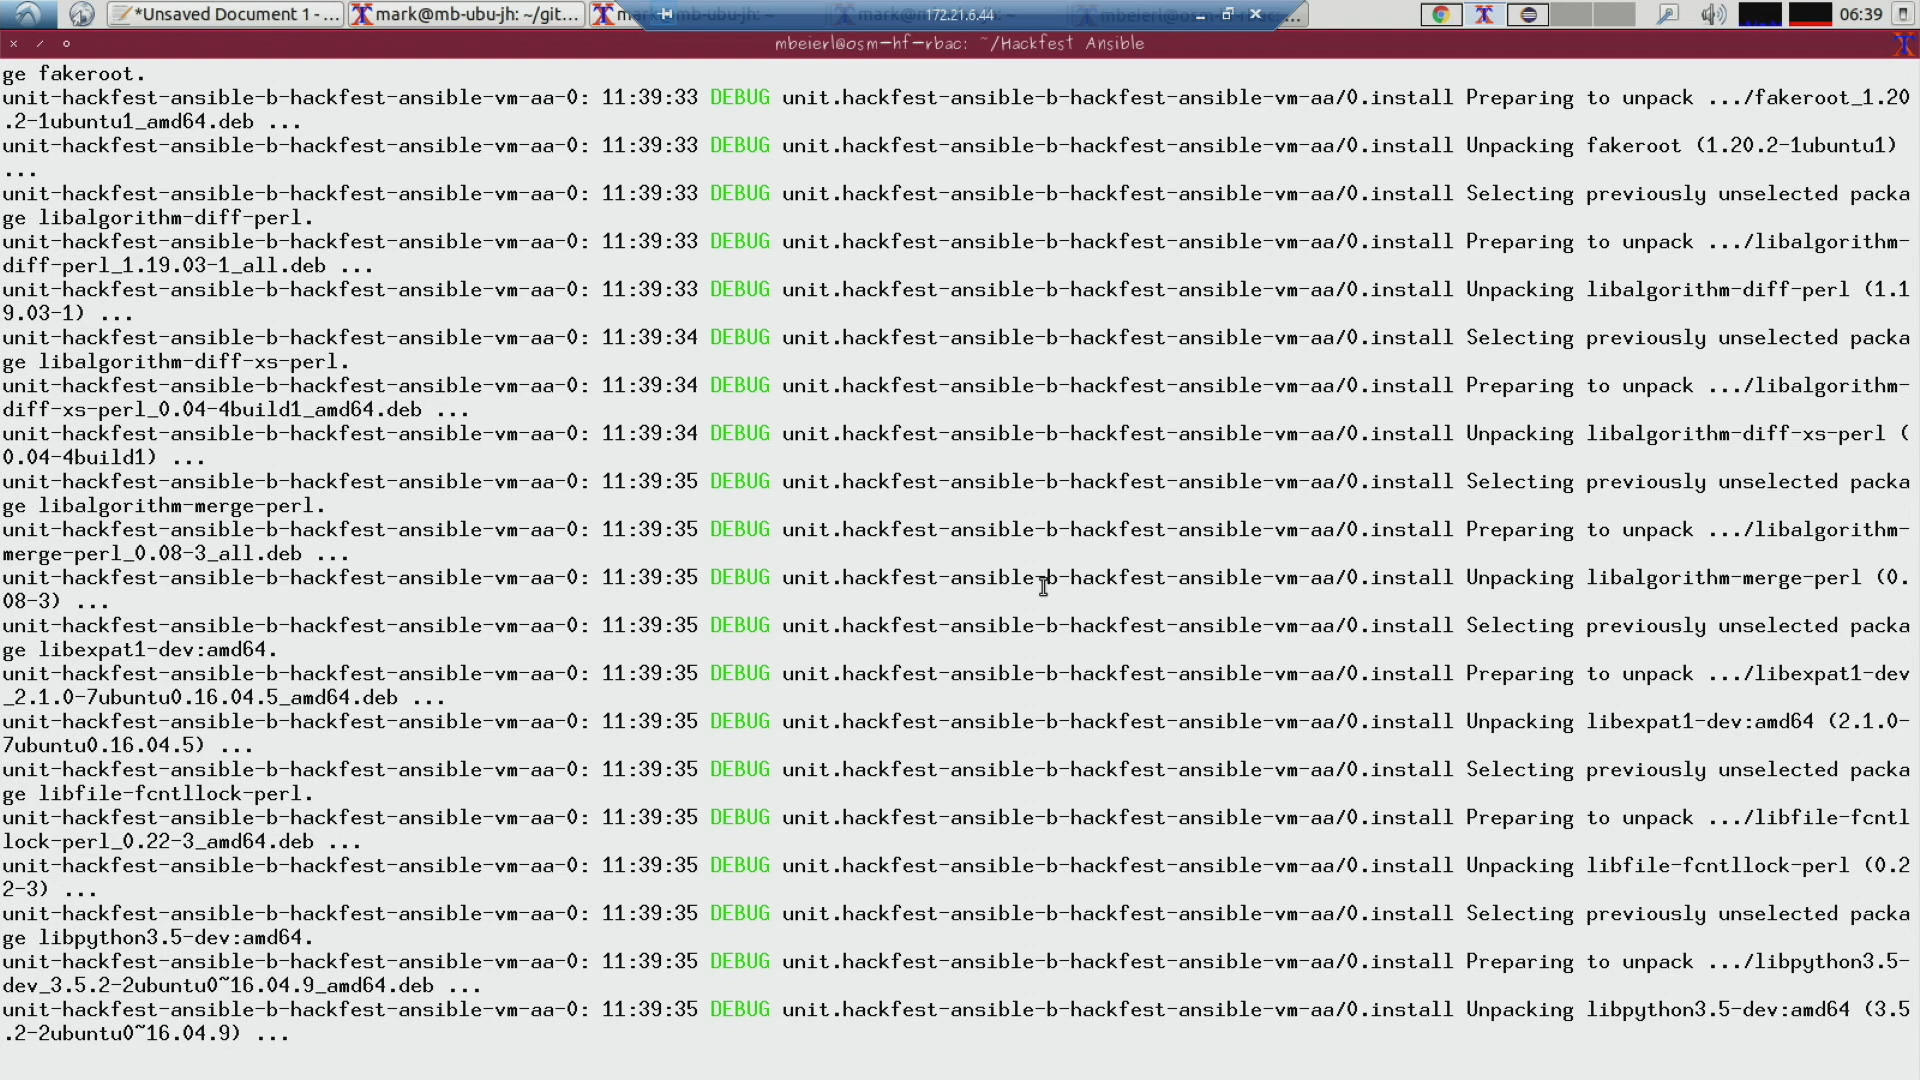 *Unsaved Document 1 - ...
mark@mb-ubu-jh: ~/git...
172.21.6.44
06:39
mbeierl@osm-hf-rbac: ~/Hackfest Ansible
ge fakeroot.
unit-hackfest-ansible-b-hackfest-ansible-vm-aa-0: 11:39:33 DEBUG unit.hackfest-ansible-b-hackfest-ansible-vm-aa/0.install Preparing to unpack .../fakeroot_1.20
.2-1ubuntu1_amd64.deb ...
unit-hackfest-ansible-b-hackfest-ansible-vm-aa-0: 11:39:33 DEBUG unit.hackfest-ansible-b-hackfest-ansible-vm-aa/0.install Unpacking fakeroot (1.20.2-1ubuntu1)
...
unit-hackfest-ansible-b-hackfest-ansible-vm-aa-0: 11:39:33 DEBUG unit.hackfest-ansible-b-hackfest-ansible-vm-aa/0.install Selecting previously unselected packa
ge libalgorithm-diff-perl.
unit-hackfest-ansible-b-hackfest-ansible-vm-aa-0: 11:39:33 DEBUG unit.hackfest-ansible-b-hackfest-ansible-vm-aa/0.install Preparing to unpack .../libalgorithm-
diff-perl_1.19.03-1_all.deb ...
unit-hackfest-ansible-b-hackfest-ansible-vm-aa-0: 11:39:33 DEBUG unit.hackfest-ansible-b-hackfest-ansible-vm-aa/0.install Unpacking libalgorithm-diff-perl (1.1
9.03-1) ...
unit-hackfest-ansible-b-hackfest-ansible-vm-aa-0: 11:39:34 DEBUG unit.hackfest-ansible-b-hackfest-ansible-vm-aa/0.install Selecting previously unselected packa
ge libalgorithm-diff-xs-perl.
unit-hackfest-ansible-b-hackfest-ansible-vm-aa-0: 11:39:34 DEBUG unit.hackfest-ansible-b-hackfest-ansible-vm-aa/0.install Preparing to unpack .../libalgorithm-
diff-xs-perl_0.04-4build1_amd64.deb ...
unit-hackfest-ansible-b-hackfest-ansible-vm-aa-0: 11:39:34 DEBUG unit.hackfest-ansible-b-hackfest-ansible-vm-aa/0.install Unpacking libalgorithm-diff-xs-perl (
0.04-4build1) ...
unit-hackfest-ansible-b-hackfest-ansible-vm-aa-0: 11:39:35 DEBUG unit.hackfest-ansible-b-hackfest-ansible-vm-aa/0.install Selecting previously unselected packa
ge libalgorithm-merge-perl.
unit-hackfest-ansible-b-hackfest-ansible-vm-aa-0: 11:39:35 DEBUG unit.hackfest-ansible-b-hackfest-ansible-vm-aa/0.install Preparing to unpack .../libalgorithm-
merge-perl_0.08-3_all.deb ...
unit-hackfest-ansible-b-hackfest-ansible-vm-aa-0: 11:39:35 DEBUG unit.hackfest-ansible-b-hackfest-ansible-vm-aa/0.install Unpacking libalgorithm-merge-perl (0.
08-3) ...
unit-hackfest-ansible-b-hackfest-ansible-vm-aa-0: 11:39:35 DEBUG unit.hackfest-ansible-b-hackfest-ansible-vm-aa/0.install Selecting previously unselected packa
ge libexpat1-dev:amd64.
unit-hackfest-ansible-b-hackfest-ansible-vm-aa-0: 11:39:35 DEBUG unit.hackfest-ansible-b-hackfest-ansible-vm-aa/0.install Preparing to unpack .../libexpat1-dev
_2.1.0-7ubuntu0.16.04.5_amd64.deb ...
unit-hackfest-ansible-b-hackfest-ansible-vm-aa-0: 11:39:35 DEBUG unit.hackfest-ansible-b-hackfest-ansible-vm-aa/0.install Unpacking libexpat1-dev:amd64 (2.1.0-
7ubuntu0.16.04.5) ...
unit-hackfest-ansible-b-hackfest-ansible-vm-aa-0: 11:39:35 DEBUG unit.hackfest-ansible-b-hackfest-ansible-vm-aa/0.install Selecting previously unselected packa
ge libfile-fcntllock-perl.
unit-hackfest-ansible-b-hackfest-ansible-vm-aa-0: 11:39:35 DEBUG unit.hackfest-ansible-b-hackfest-ansible-vm-aa/0.install Preparing to unpack .../libfile-fcntl
lock-perl_0.22-3_amd64.deb ...
unit-hackfest-ansible-b-hackfest-ansible-vm-aa-0: 11:39:35 DEBUG unit.hackfest-ansible-b-hackfest-ansible-vm-aa/0.install Unpacking libfile-fcntllock-perl (0.2
2-3) ...
unit-hackfest-ansible-b-hackfest-ansible-vm-aa-0: 11:39:35 DEBUG unit.hackfest-ansible-b-hackfest-ansible-vm-aa/0.install Selecting previously unselected packa
ge libpython3.5-dev:amd64.
unit-hackfest-ansible-b-hackfest-ansible-vm-aa-0: 11:39:35 DEBUG unit.hackfest-ansible-b-hackfest-ansible-vm-aa/0.install Preparing to unpack .../libpython3.5-
dev_3.5.2-2ubuntu0~16.04.9_amd64.deb ...
unit-hackfest-ansible-b-hackfest-ansible-vm-aa-0: 11:39:35 DEBUG unit.hackfest-ansible-b-hackfest-ansible-vm-aa/0.install Unpacking libpython3.5-dev:amd64 (3.5
.2-2ubuntu0~16.04.9) ...